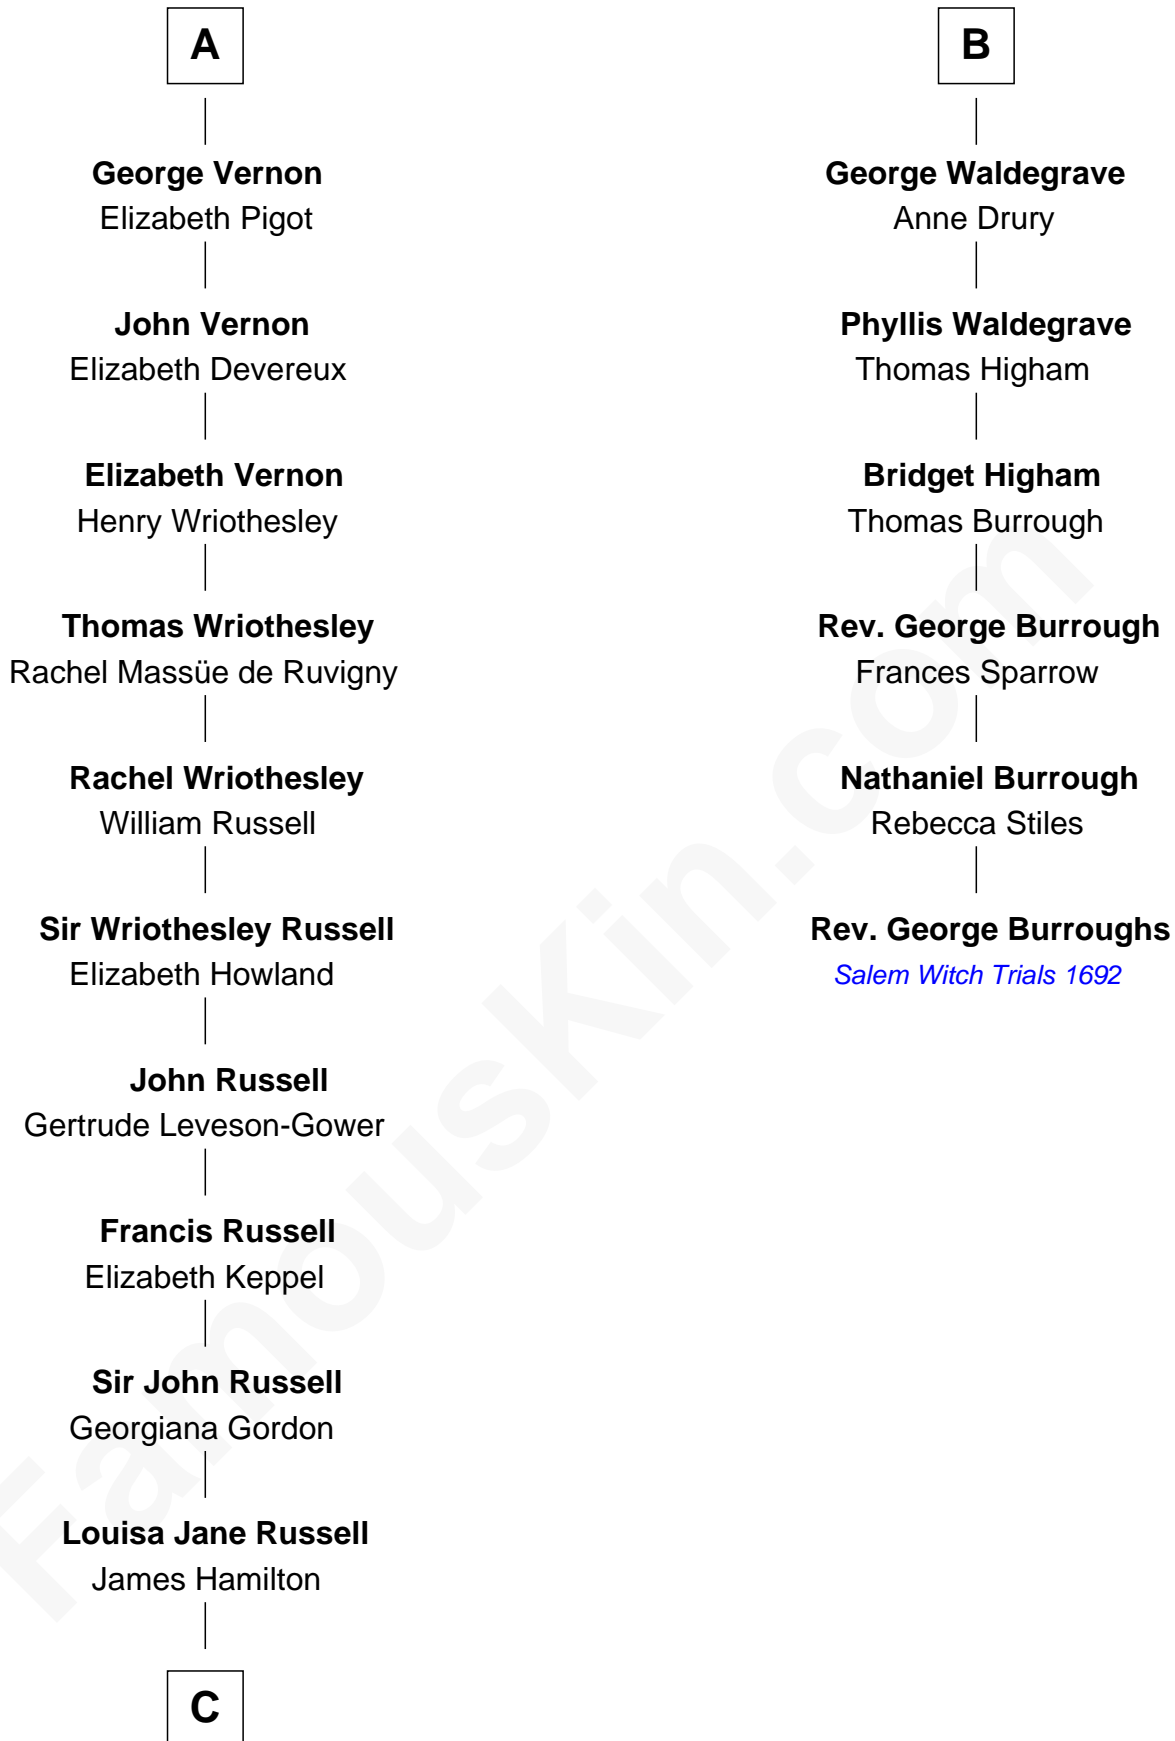 A
George Vernon
Elizabeth Pigot
John Vernon
Elizabeth Devereux
Elizabeth Vernon
Henry Wriothesley
Thomas Wriothesley
Rachel Massüe de Ruvigny
Rachel Wriothesley
William Russell
Sir Wriothesley Russell
Elizabeth Howland
John Russell
Gertrude Leveson-Gower
Francis Russell
Elizabeth Keppel
Sir John Russell
Georgiana Gordon
Louisa Jane Russell
James Hamilton
C
B
George Waldegrave
Anne Drury
Phyllis Waldegrave
Thomas Higham
Bridget Higham
Thomas Burrough
Rev. George Burrough
Frances Sparrow
Nathaniel Burrough
Rebecca Stiles
Rev. George Burroughs
Salem Witch Trials 1692
FamousKin.com